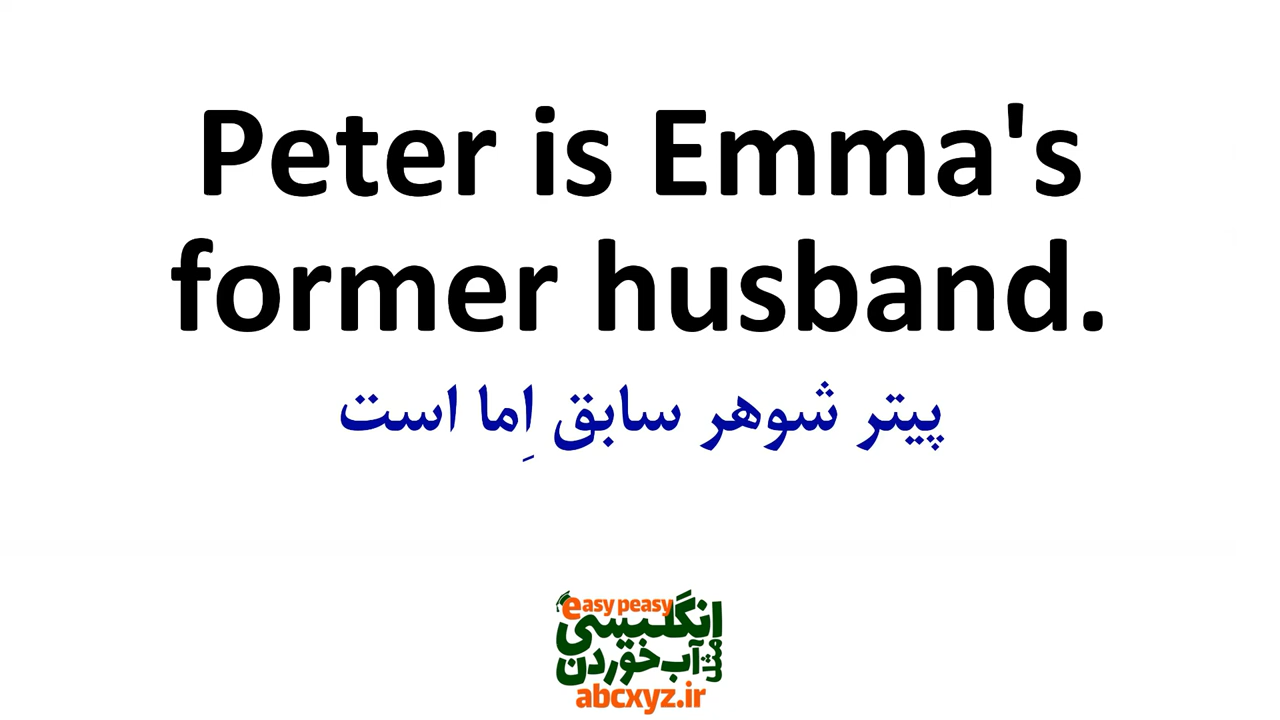 Peter is Emma's
former husband.
پیتر شوهر سابق اِما است
easy peasy
انگلیسی
مثل آب خوردن
abcxyz.ir